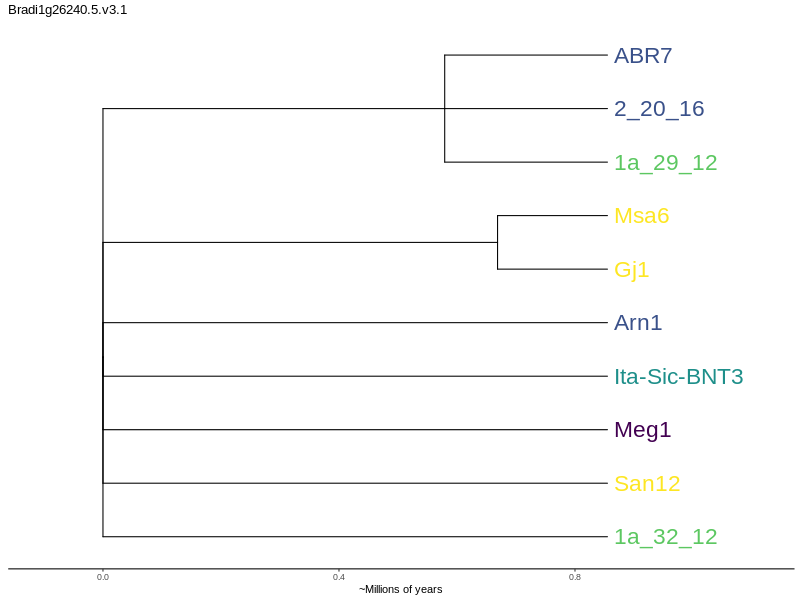 Bradi1g26240.5.v3.1
ABR7
2_20_16
1a_29_12
Msa6
Gj1
Arn1
Ita-Sic-BNT3
Meg1
San12
1a_32_12
0.0 0.4 0.8
~Millions of years